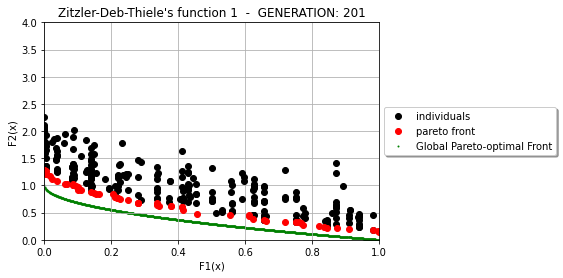 Zitzler-Deb-Thiele's function 1 - GENERATION: 201
4.0
3.5
3.0
2.5
2.0
1.5
1.0
0.5
0.0
F2(x)
0.0 0.2 0.4 0.6 0.8 1.0
F1(x)
individuals
pareto front
Global Pareto-optimal Front